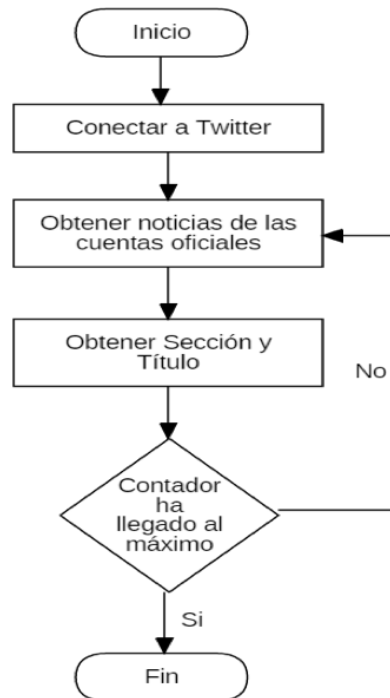 Inicio
Conectar a Twitter
Obtener noticias de las
cuentas oficiales
Obtener Sección y
Título
No
Contador
ha
llegado al
máximo
Si
Fin